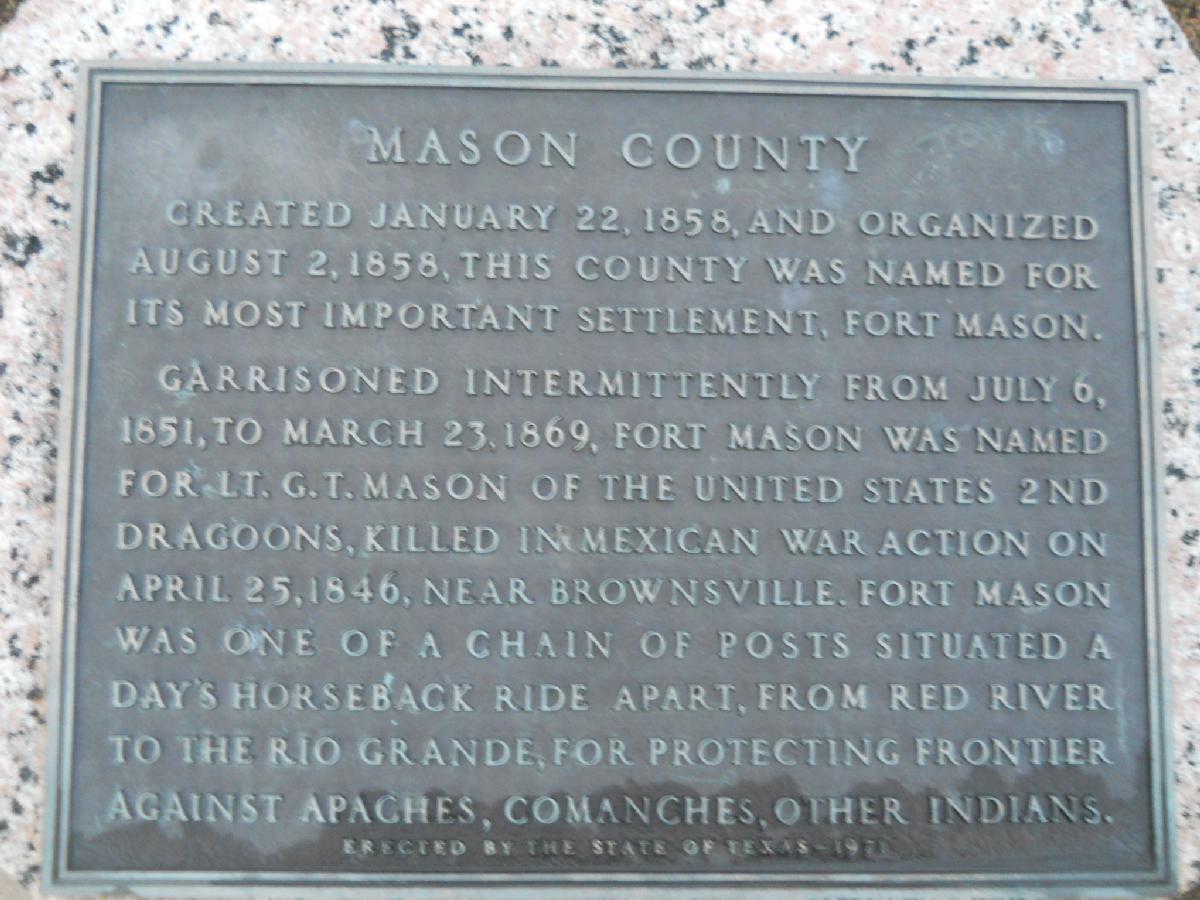 MASON COUNTY
CREATED JANUARY 22, 1858, AND ORGANIZED
AUGUST 2, 1858, THIS COUNTY WAS NAMED FOR
ITS MOST IMPORTANT SETTLEMENT, FORT MASON.
GARRISONED INTERMITTENTLY FROM JULY 6,
1851, TO MARCH 23, 1869, FORT MASON WAS NAMED
FOR LT. G. T. MASON OF THE UNITED STATES 2ND
DRAGOONS, KILLED IN MEXICAN WAR ACTION ON
APRIL 25, 1846, NEAR BROWNSVILLE. FORT MASON
WAS ONE OF A CHAIN OF POSTS SITUATED A
DAY'S HORSEBACK RIDE APART, FROM RED RIVER
TO THE RIO GRANDE, FOR PROTECTING FRONTIER
AGAINST APACHES, COMANCHES, OTHER INDIANS.
ERECTED BY THE STATE OF TEXAS-1971